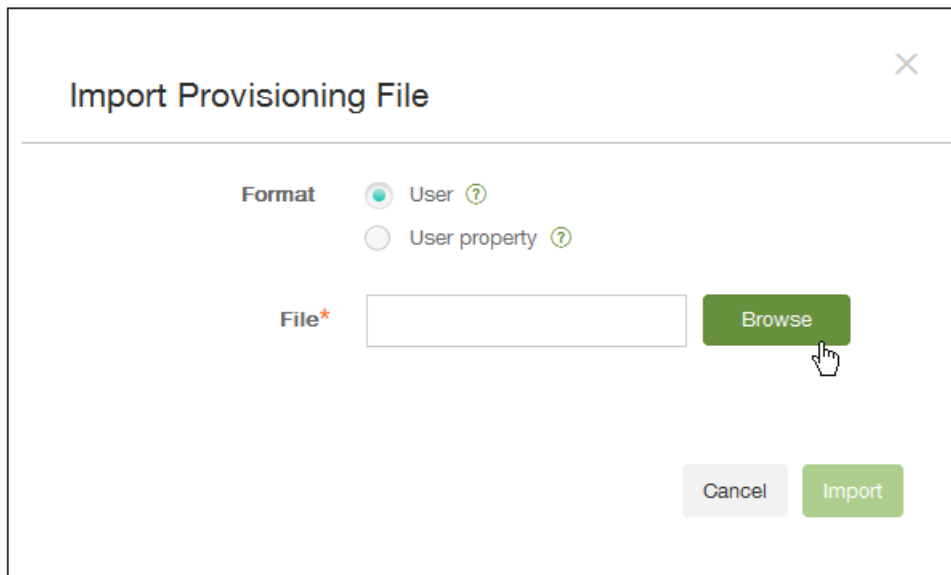 Import Provisioning File
Format User ?
User property ?
File* Browse
Cancel Import